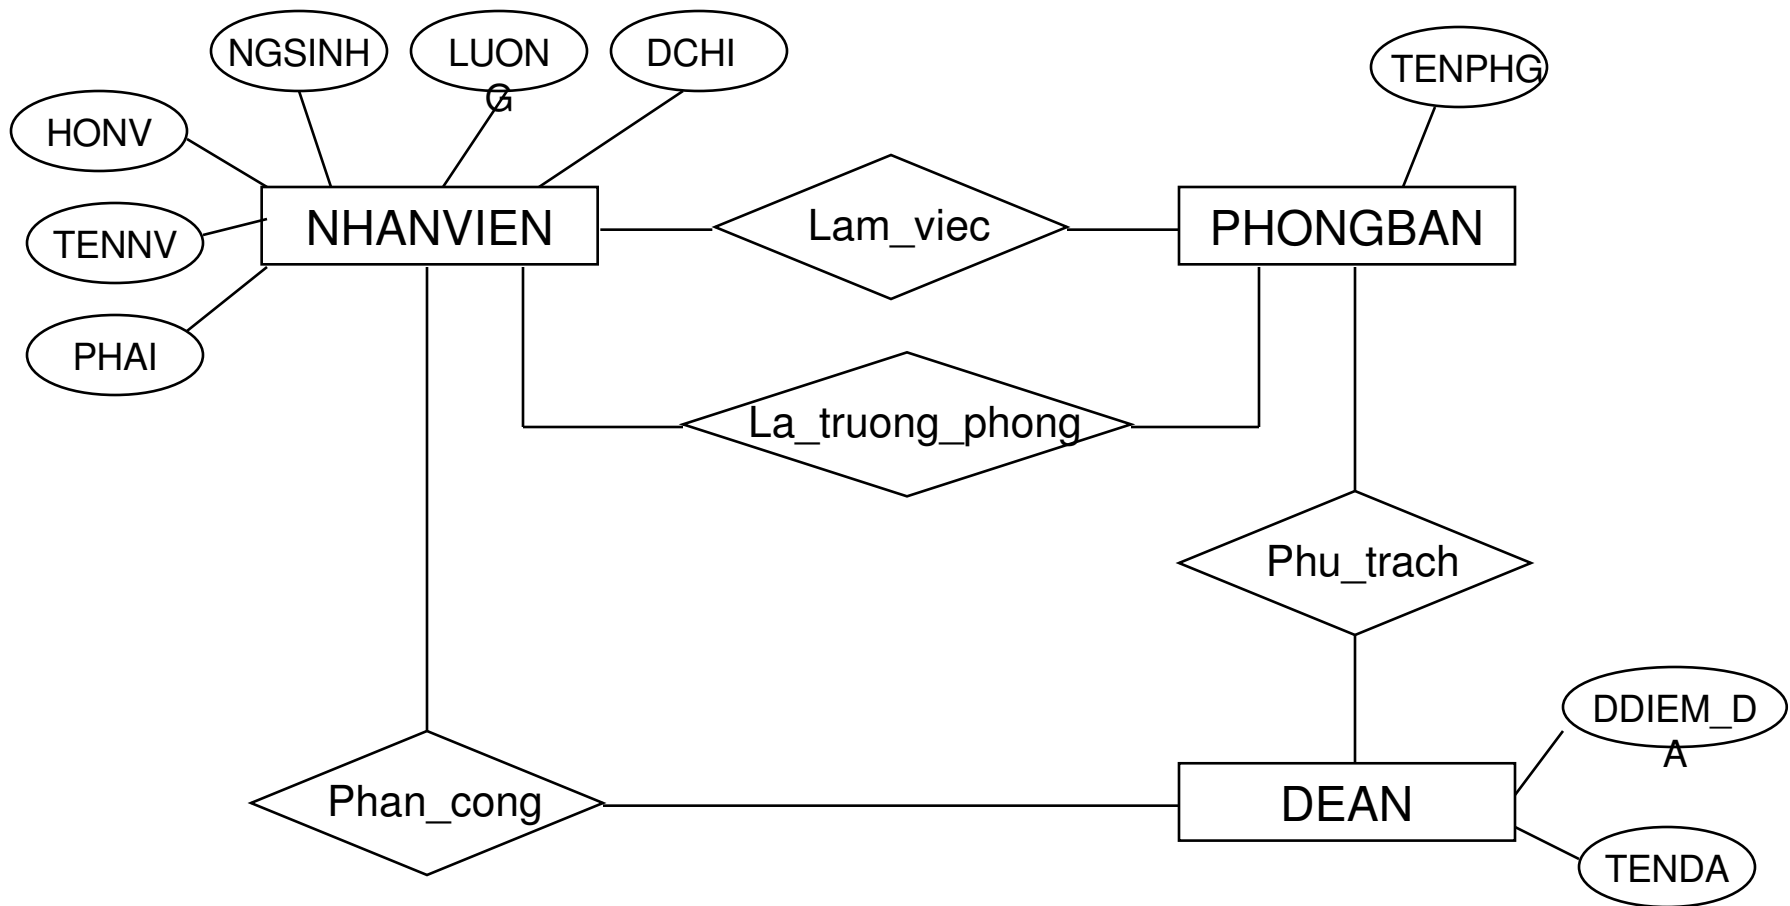 NGSINH
LUON
G
DCHI
TENPHG
HONV
NHANVIEN
Lam_viec
PHONGBAN
TENNV
PHAI
La_truong_phong
Phu_trach
DDIEM_D
A
Phan_cong
DEAN
TENDA